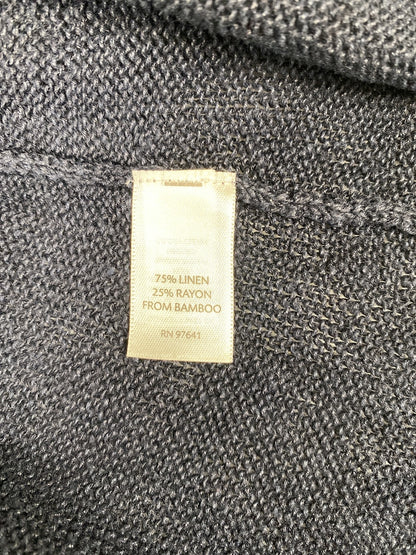 75% LINEN
25% RAYON
FROM BAMBOO
RN 97641